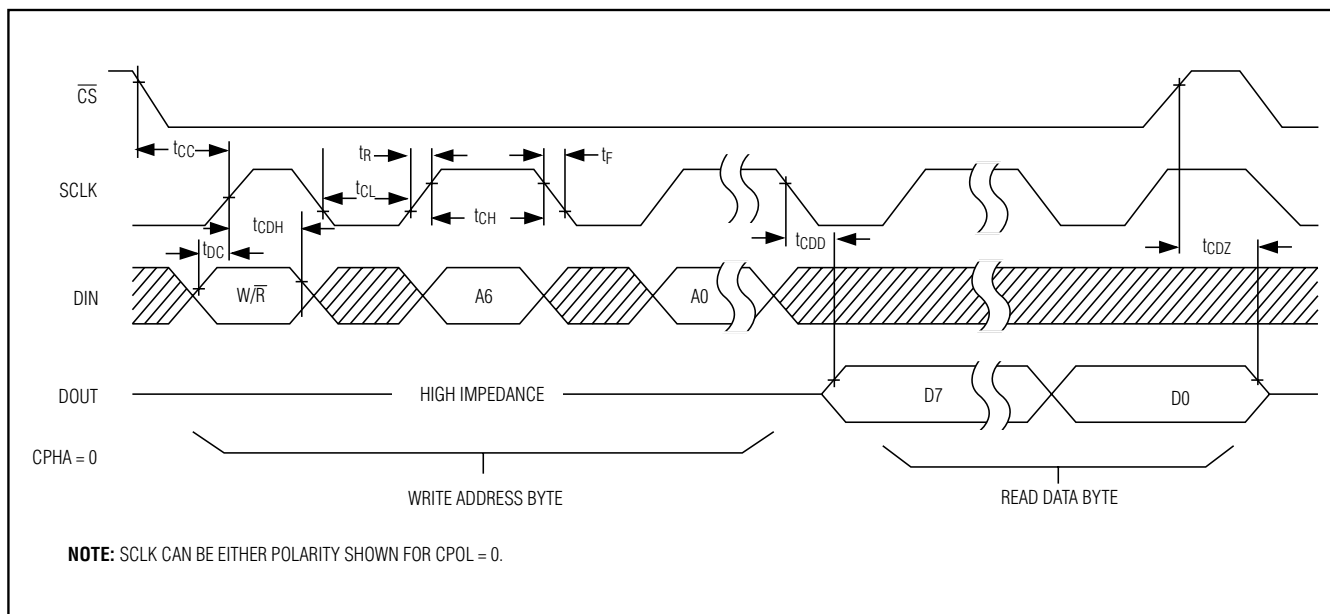 CS
tCC
tR
tF
SCLK
tCL
tCH
tCDH
tCDD
tDC
tCDZ
DIN
W/R
A6
A0
DOUT
HIGH IMPEDANCE
D7
D0
CPHA = 0
WRITE ADDRESS BYTE
READ DATA BYTE
NOTE: SCLK CAN BE EITHER POLARITY SHOWN FOR CPOL = 0.